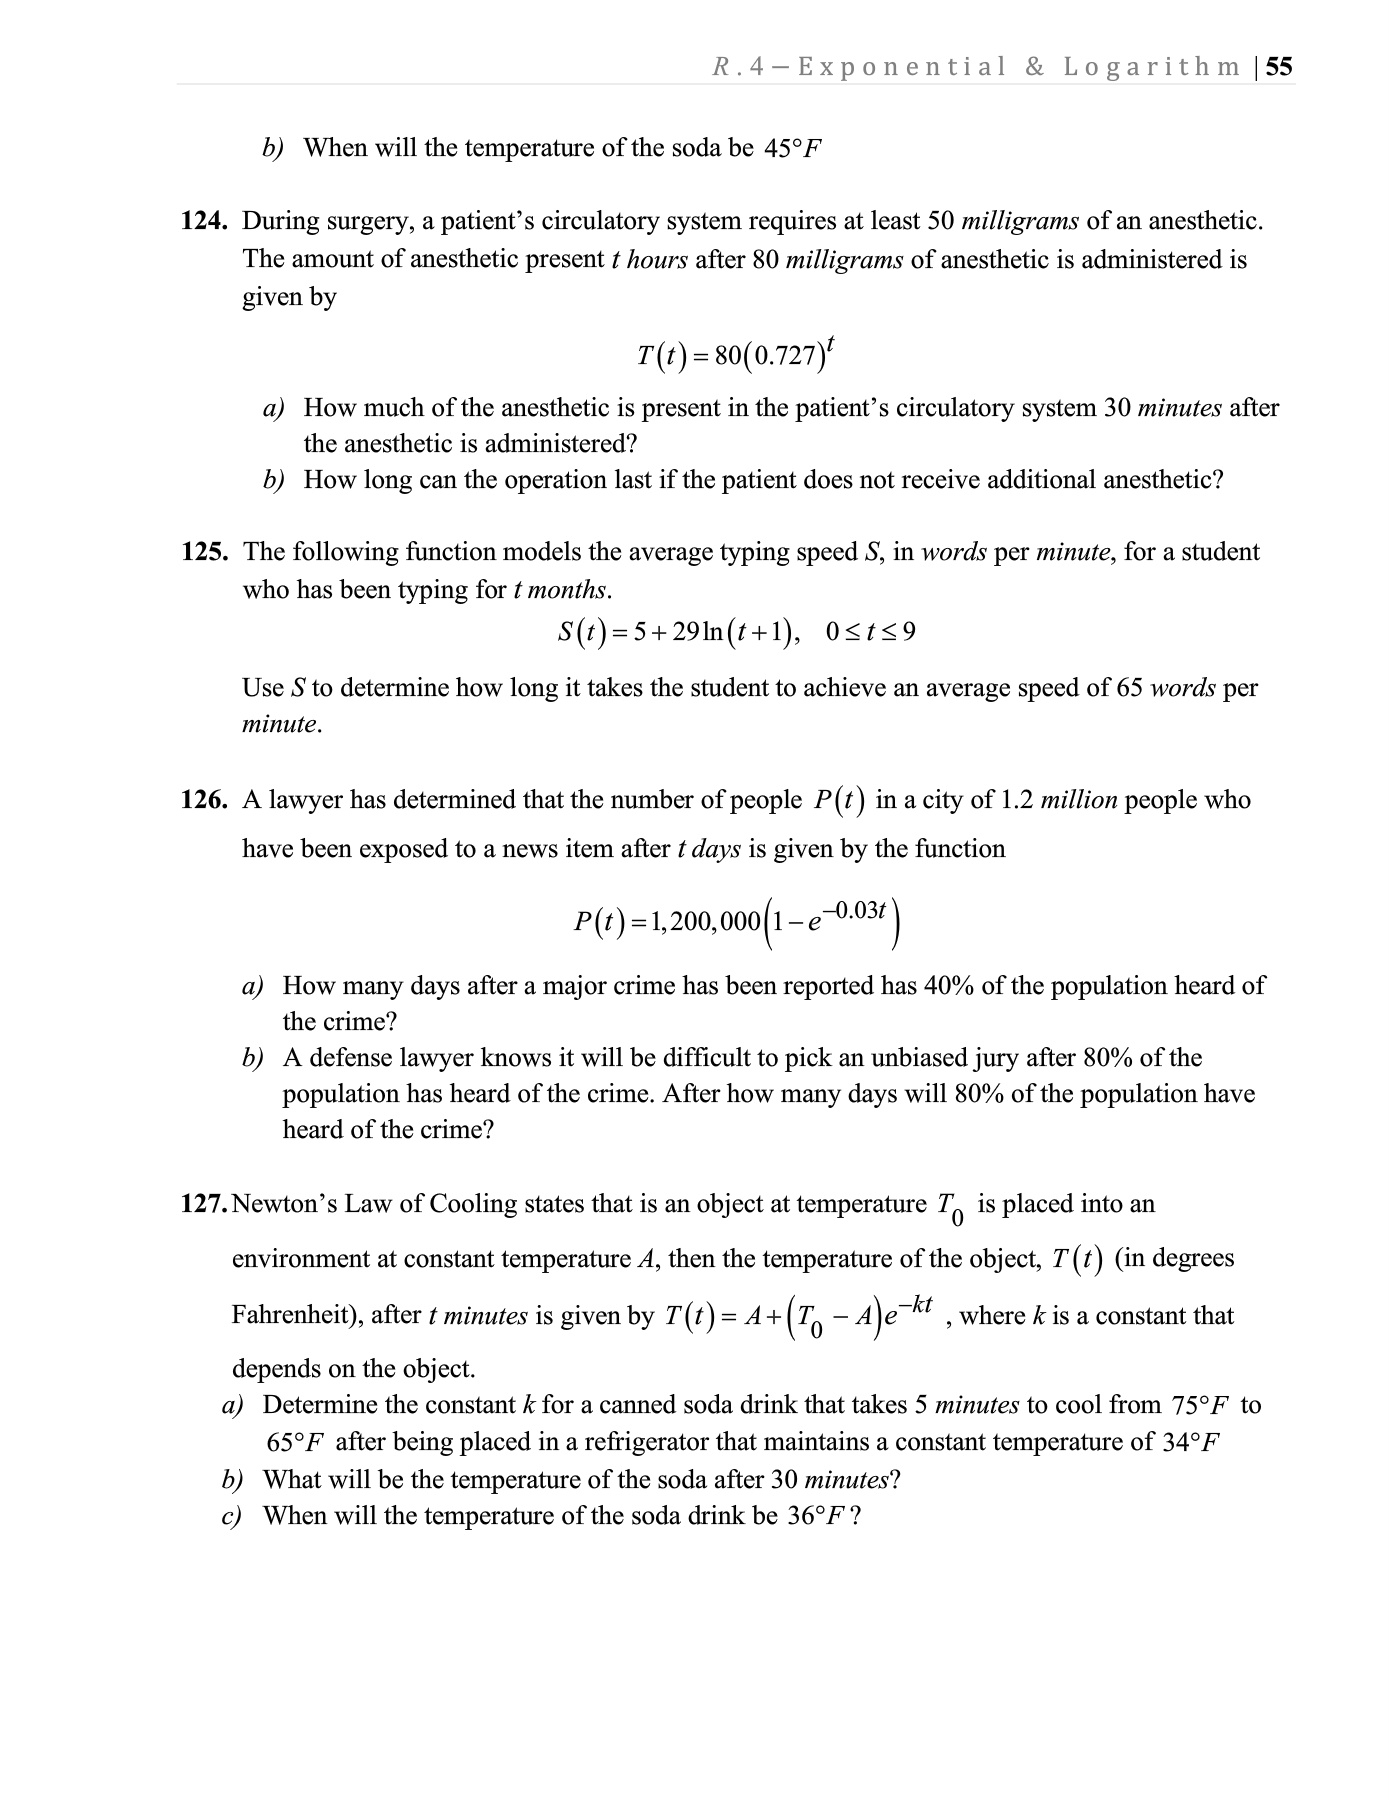 R.4 – Exponential & Logarithm | 55
b) When will the temperature of the soda be 45°F
124. During surgery, a patient’s circulatory system requires at least 50 milligrams of an anesthetic.
The amount of anesthetic present t hours after 80 milligrams of anesthetic is administered is
given by
T(t) = 80(0.727)^t
a) How much of the anesthetic is present in the patient’s circulatory system 30 minutes after
the anesthetic is administered?
b) How long can the operation last if the patient does not receive additional anesthetic?
125. The following function models the average typing speed S, in words per minute, for a student
who has been typing for t months.
S(t) = 5 + 29 ln(t + 1), 0 ≤ t ≤ 9
Use S to determine how long it takes the student to achieve an average speed of 65 words per
minute.
126. A lawyer has determined that the number of people P(t) in a city of 1.2 million people who
have been exposed to a news item after t days is given by the function
P(t) = 1,200,000(1 − e^−0.03t)
a) How many days after a major crime has been reported has 40% of the population heard of
the crime?
b) A defense lawyer knows it will be difficult to pick an unbiased jury after 80% of the
population has heard of the crime. After how many days will 80% of the population have
heard of the crime?
127. Newton’s Law of Cooling states that is an object at temperature T_0 is placed into an
environment at constant temperature A, then the temperature of the object, T(t) (in degrees
Fahrenheit), after t minutes is given by T(t) = A + (T_0 − A)e^−kt , where k is a constant that
depends on the object.
a) Determine the constant k for a canned soda drink that takes 5 minutes to cool from 75°F to
65°F after being placed in a refrigerator that maintains a constant temperature of 34°F
b) What will be the temperature of the soda after 30 minutes?
c) When will the temperature of the soda drink be 36°F ?